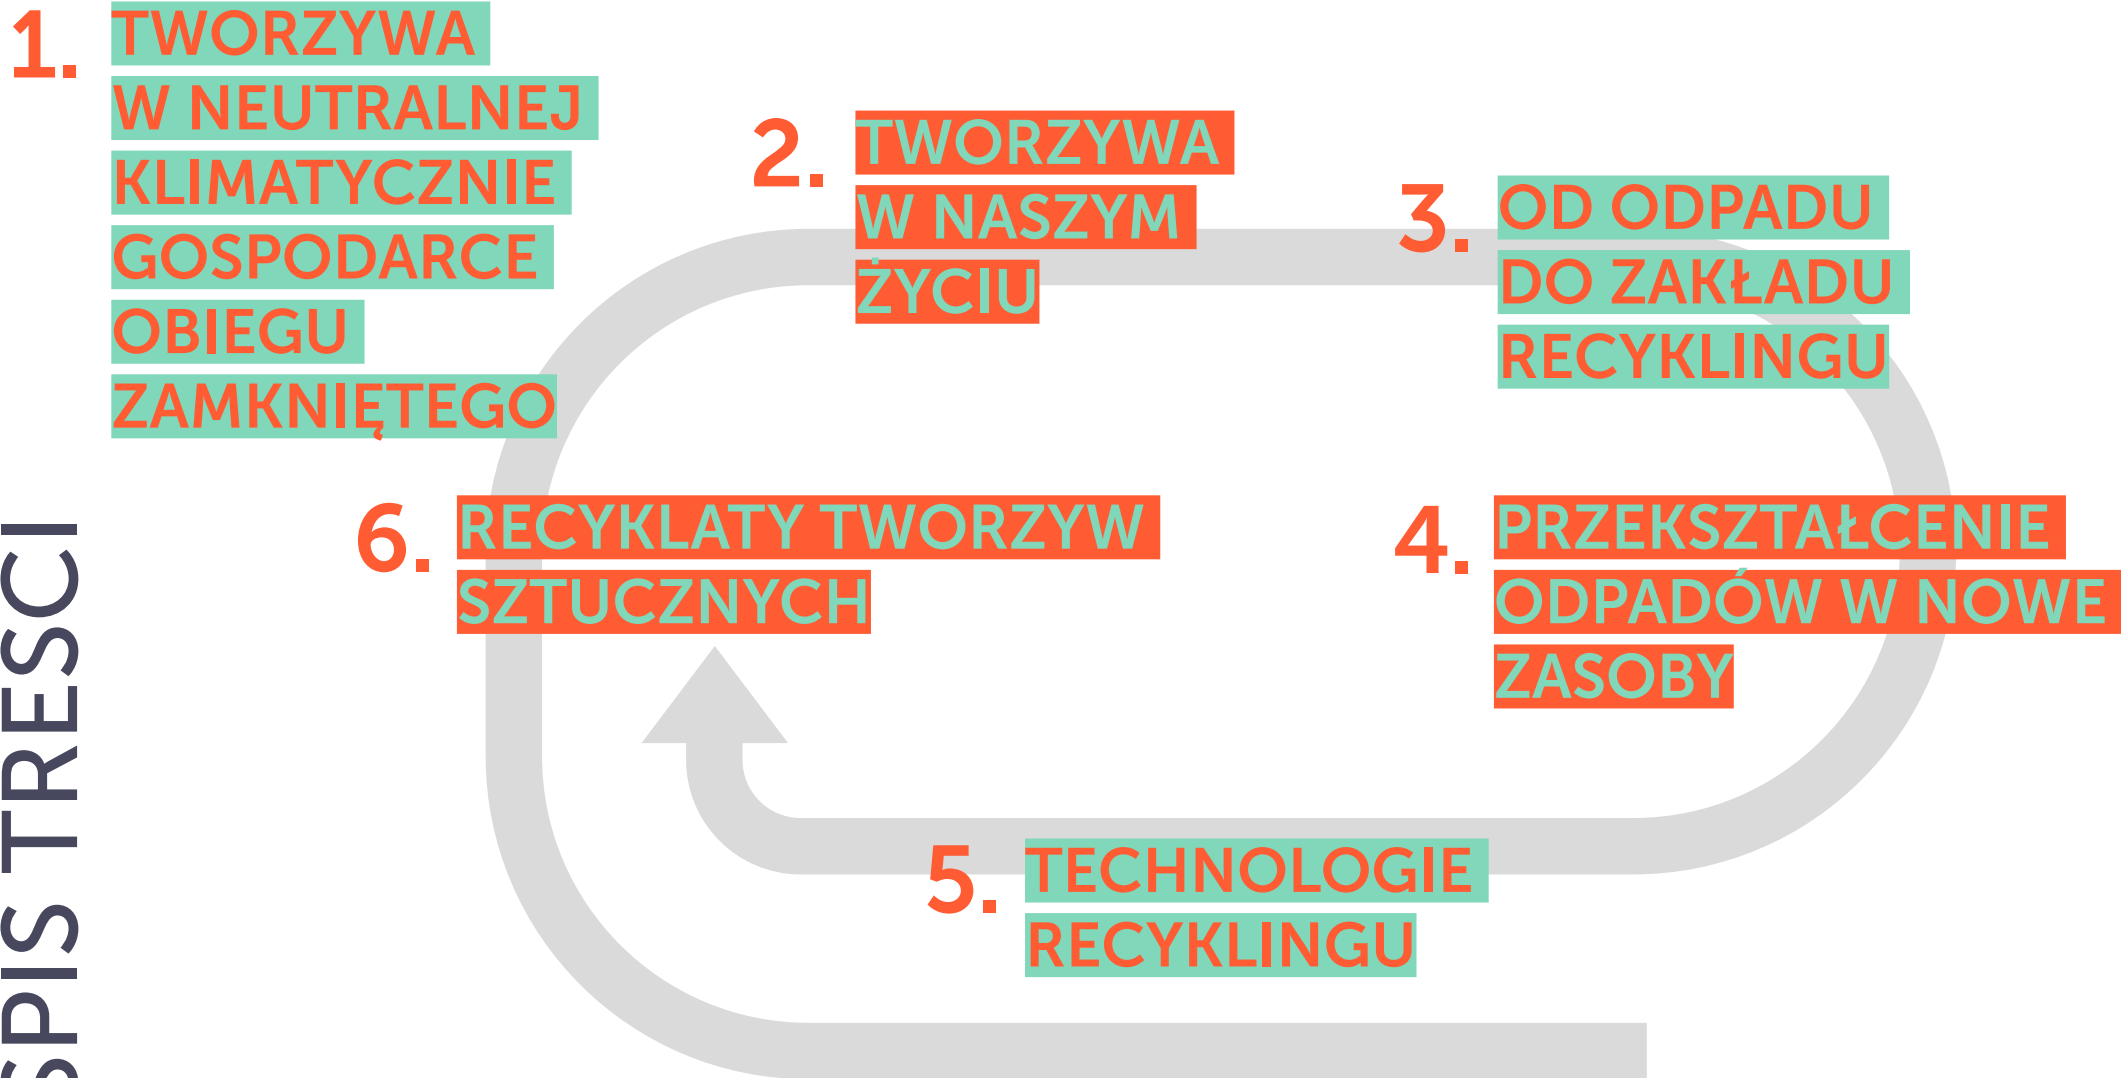 1. TWORZYWA
W NEUTRALNEJ
KLIMATYCZNIE
GOSPODARCE
OBIEGU
ZAMKNIĘTEGO
2. TWORZYWA
W NASZYM
ŻYCIU
3. OD ODPADU
DO ZAKŁADU
RECYKLINGU
4. PRZEKSZTAŁCENIE
ODPADÓW W NOWE
ZASOBY
5. TECHNOLOGIE
RECYKLINGU
6. RECYKLATY TWORZYW
SZTUCZNYCH
SPIS TREŚCI